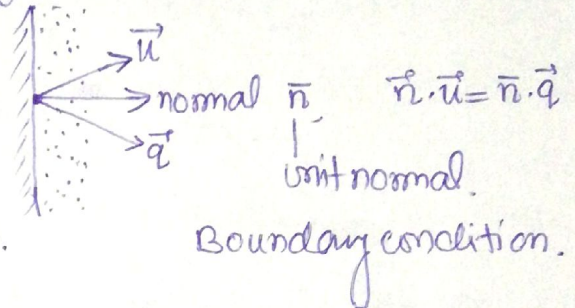 u⃗
normal n̄ n⃗.u⃗ = n̄.q⃗
q⃗
unit normal.
Boundary condition.